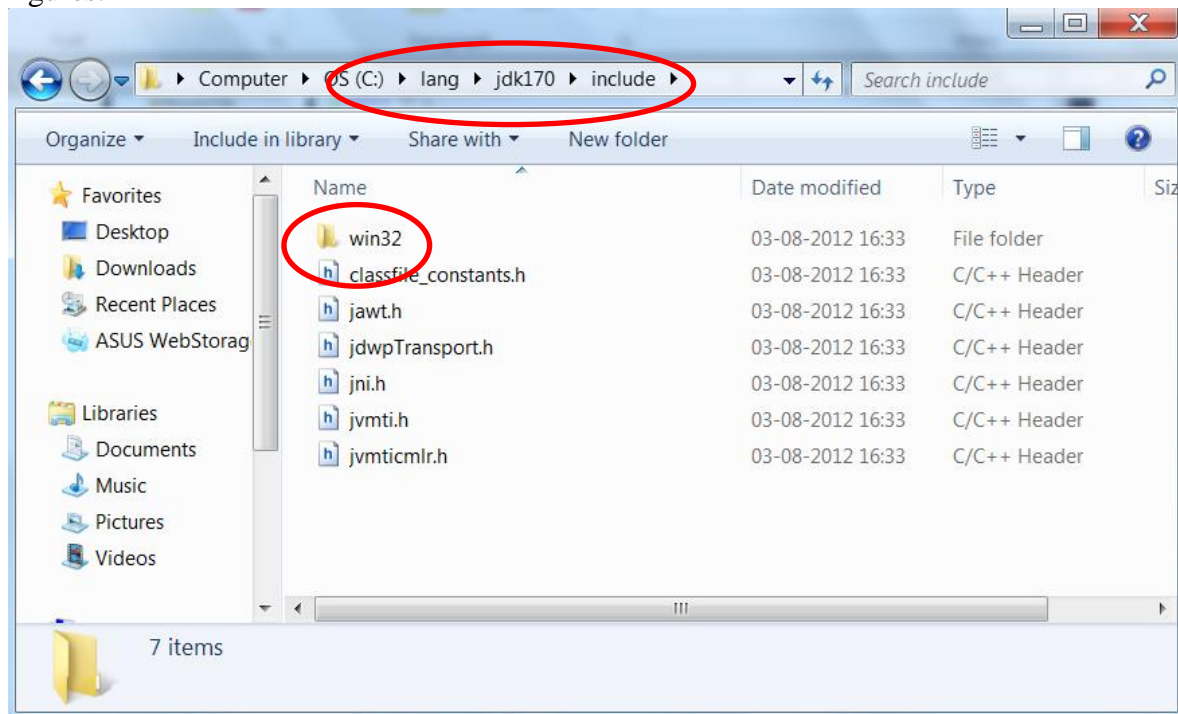 Computer OS (C:) lang jdk170 include Search include
Organize Include in library Share with New folder
Favorites
Desktop
Downloads
Recent Places
ASUS WebStorag
Libraries
Documents
Music
Pictures
Videos
Name Date modified Type Siz
win32 03-08-2012 16:33 File folder
classfile_constants.h 03-08-2012 16:33 C/C++ Header
jawt.h 03-08-2012 16:33 C/C++ Header
jdwpTransport.h 03-08-2012 16:33 C/C++ Header
jni.h 03-08-2012 16:33 C/C++ Header
jvmti.h 03-08-2012 16:33 C/C++ Header
jvmticmlr.h 03-08-2012 16:33 C/C++ Header
7 items